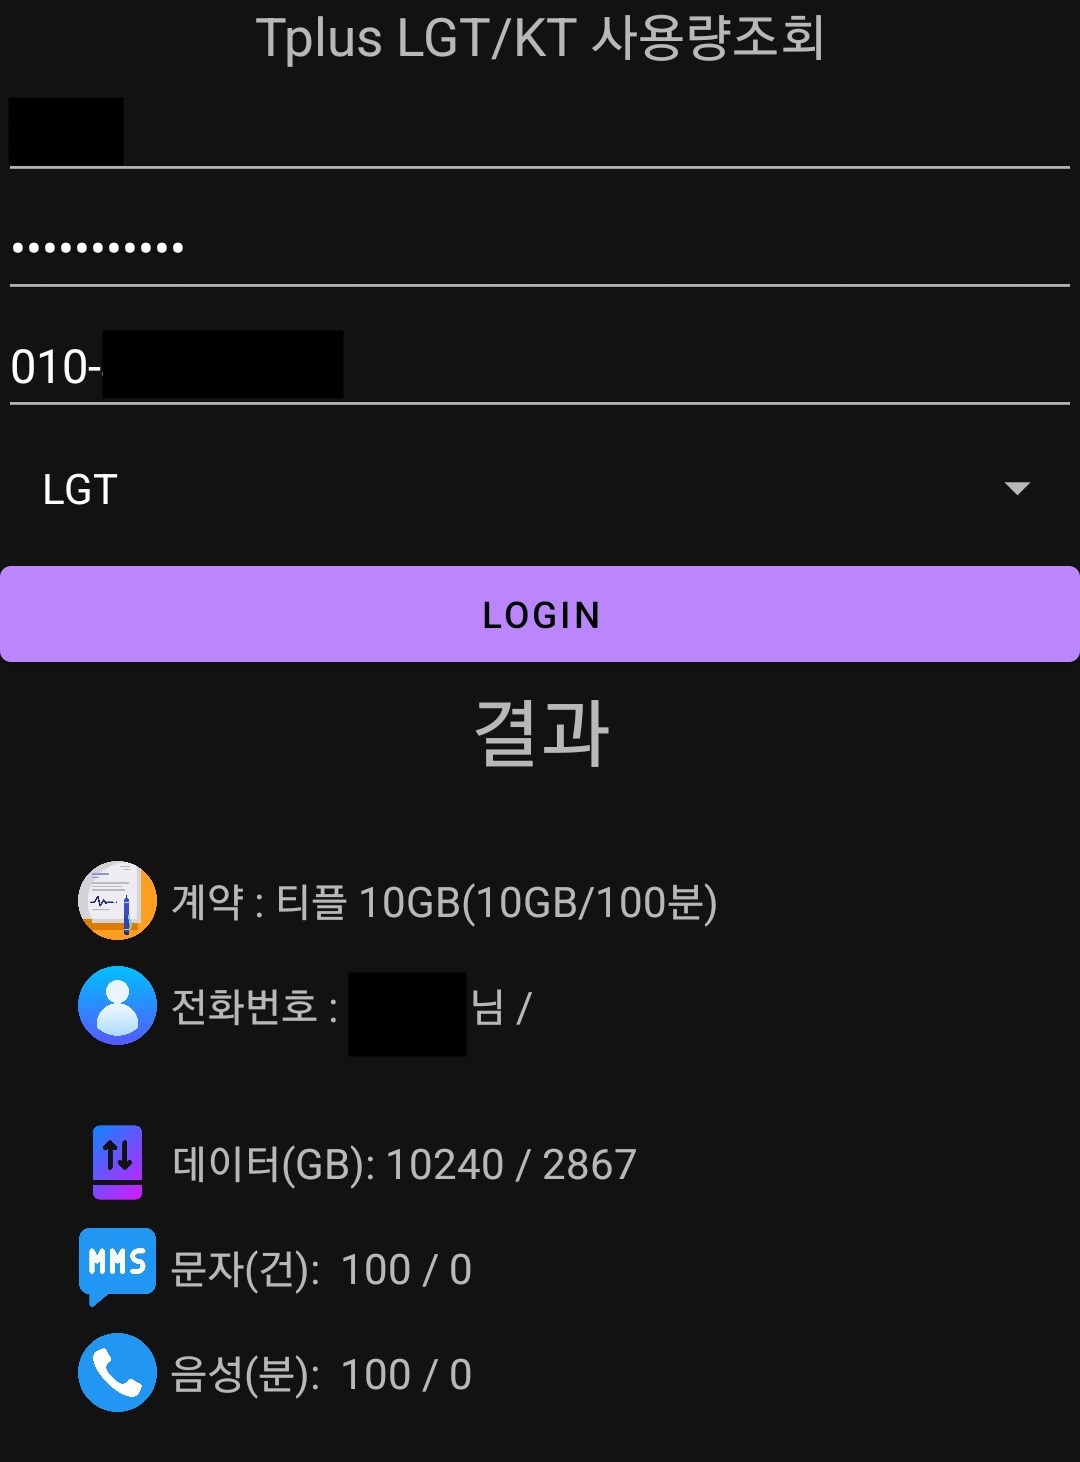 Tplus LGT/KT 사용량조회
•••••••••••
010-
LGT
LOGIN
결과
계약 : 티플 10GB(10GB/100분)
전화번호 : 님 /
데이터(GB): 10240 / 2867
MMS
문자(건): 100 / 0
음성(분): 100 / 0